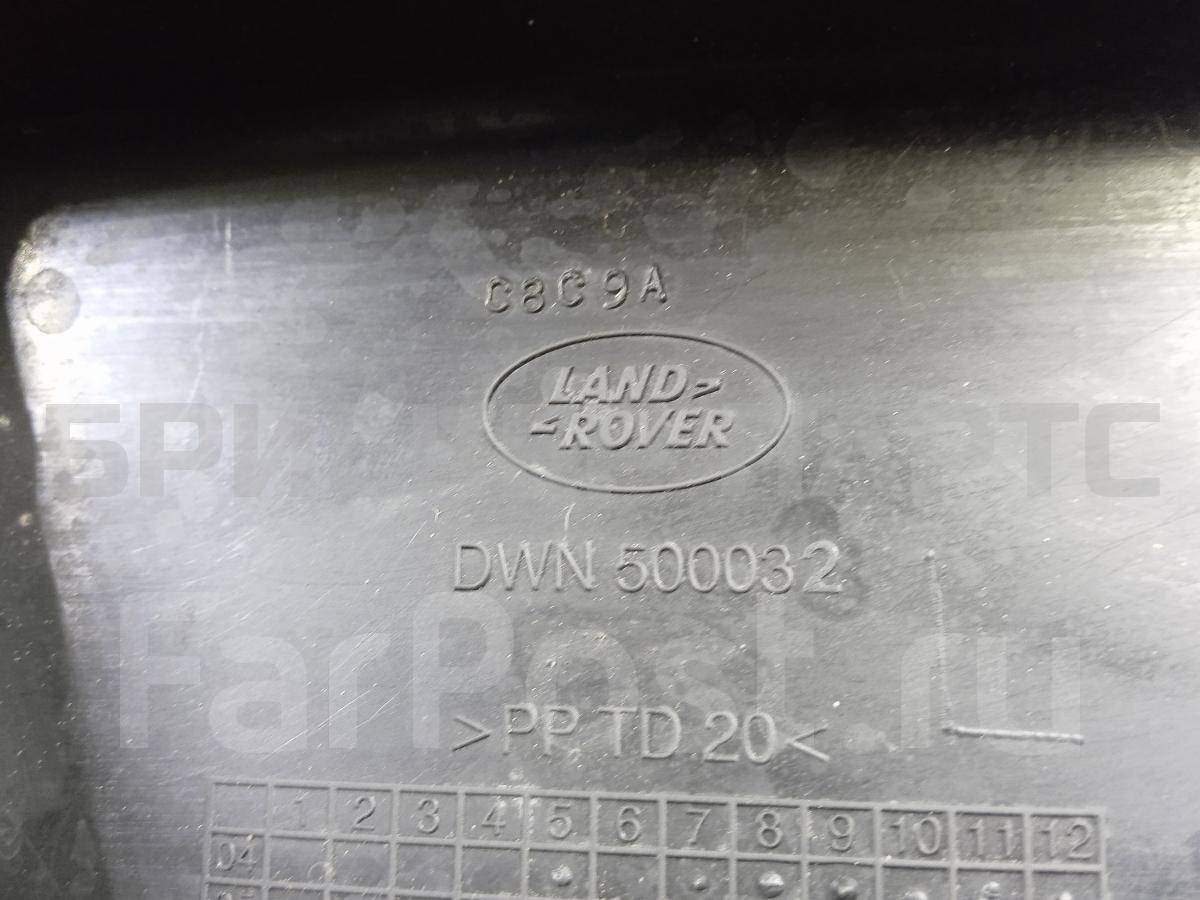 C8C9A
LAND
ROVER
DWN 500032
FarPost.ru
>PP TD 20<
1 2 3 4 5 6 7 8 9 10 11 12
04